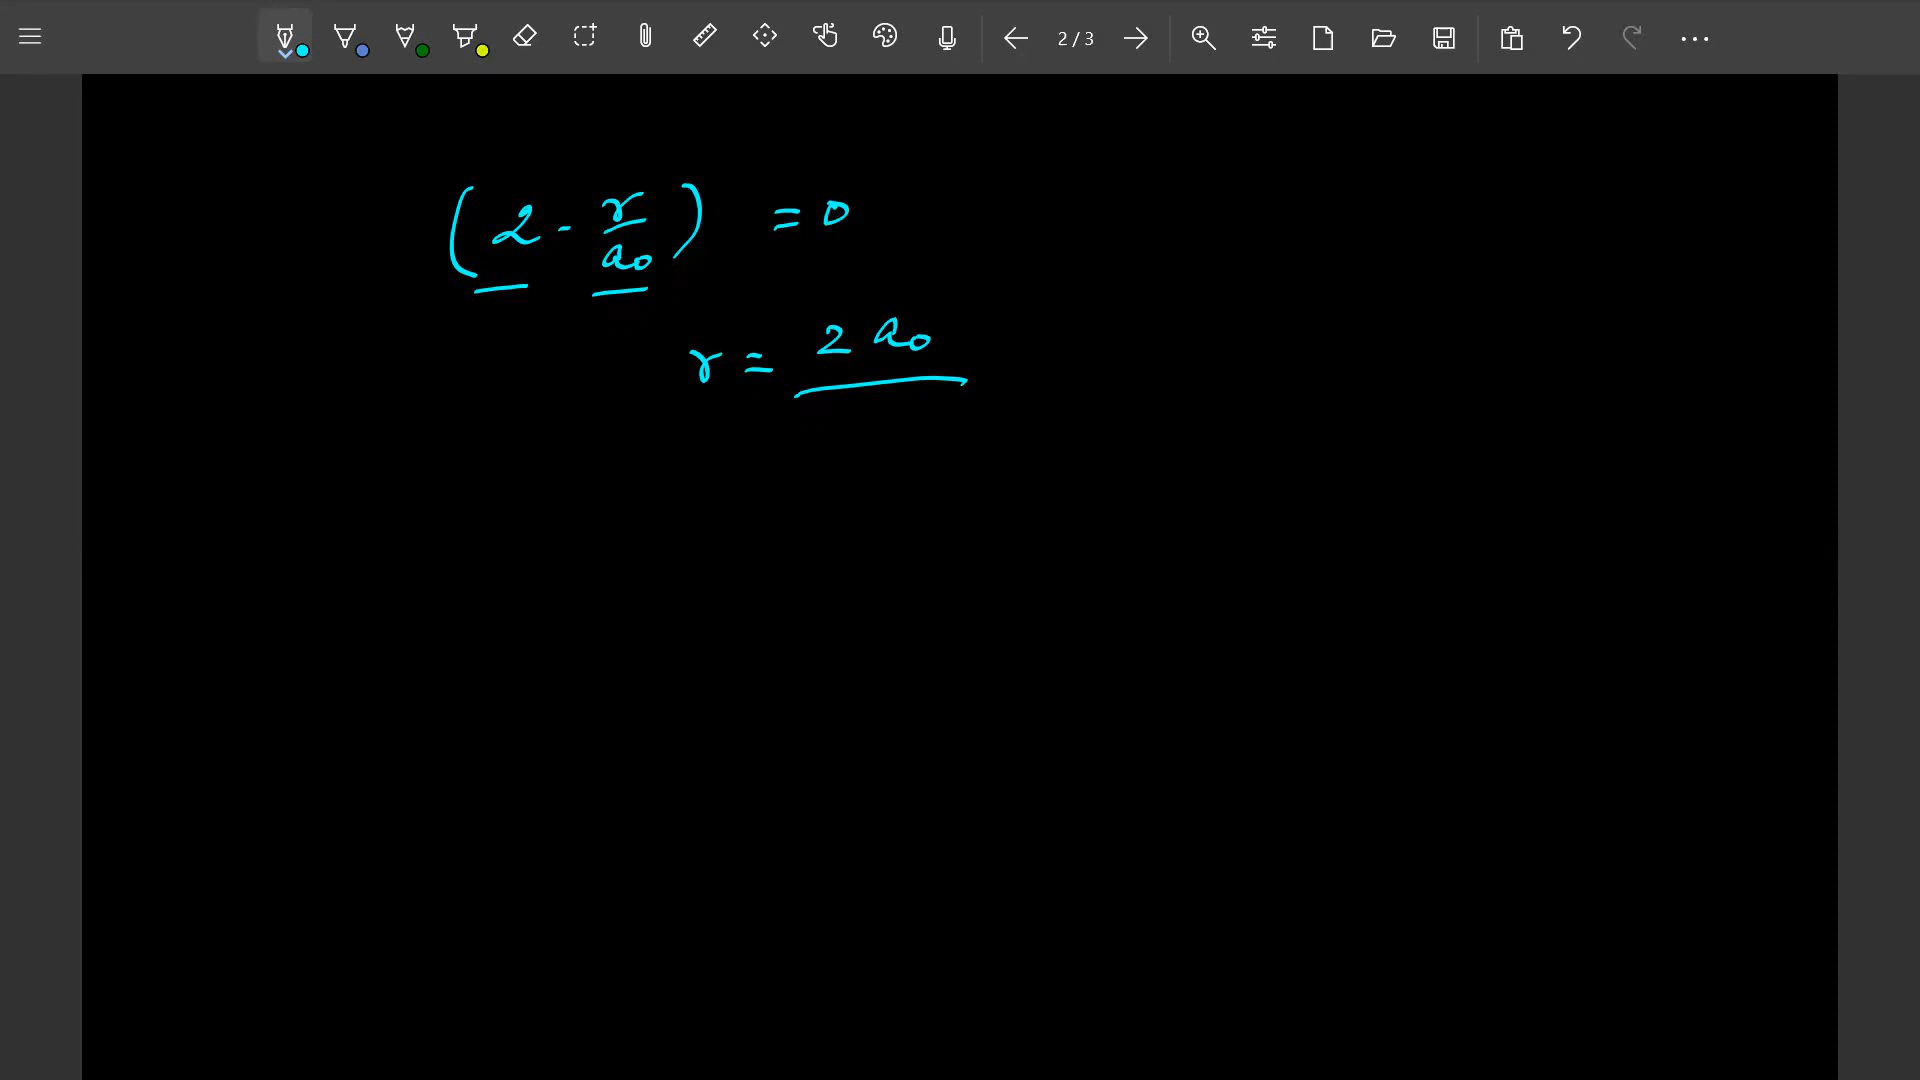 2 / 3
(2 - r/a₀) = 0
r = 2 a₀